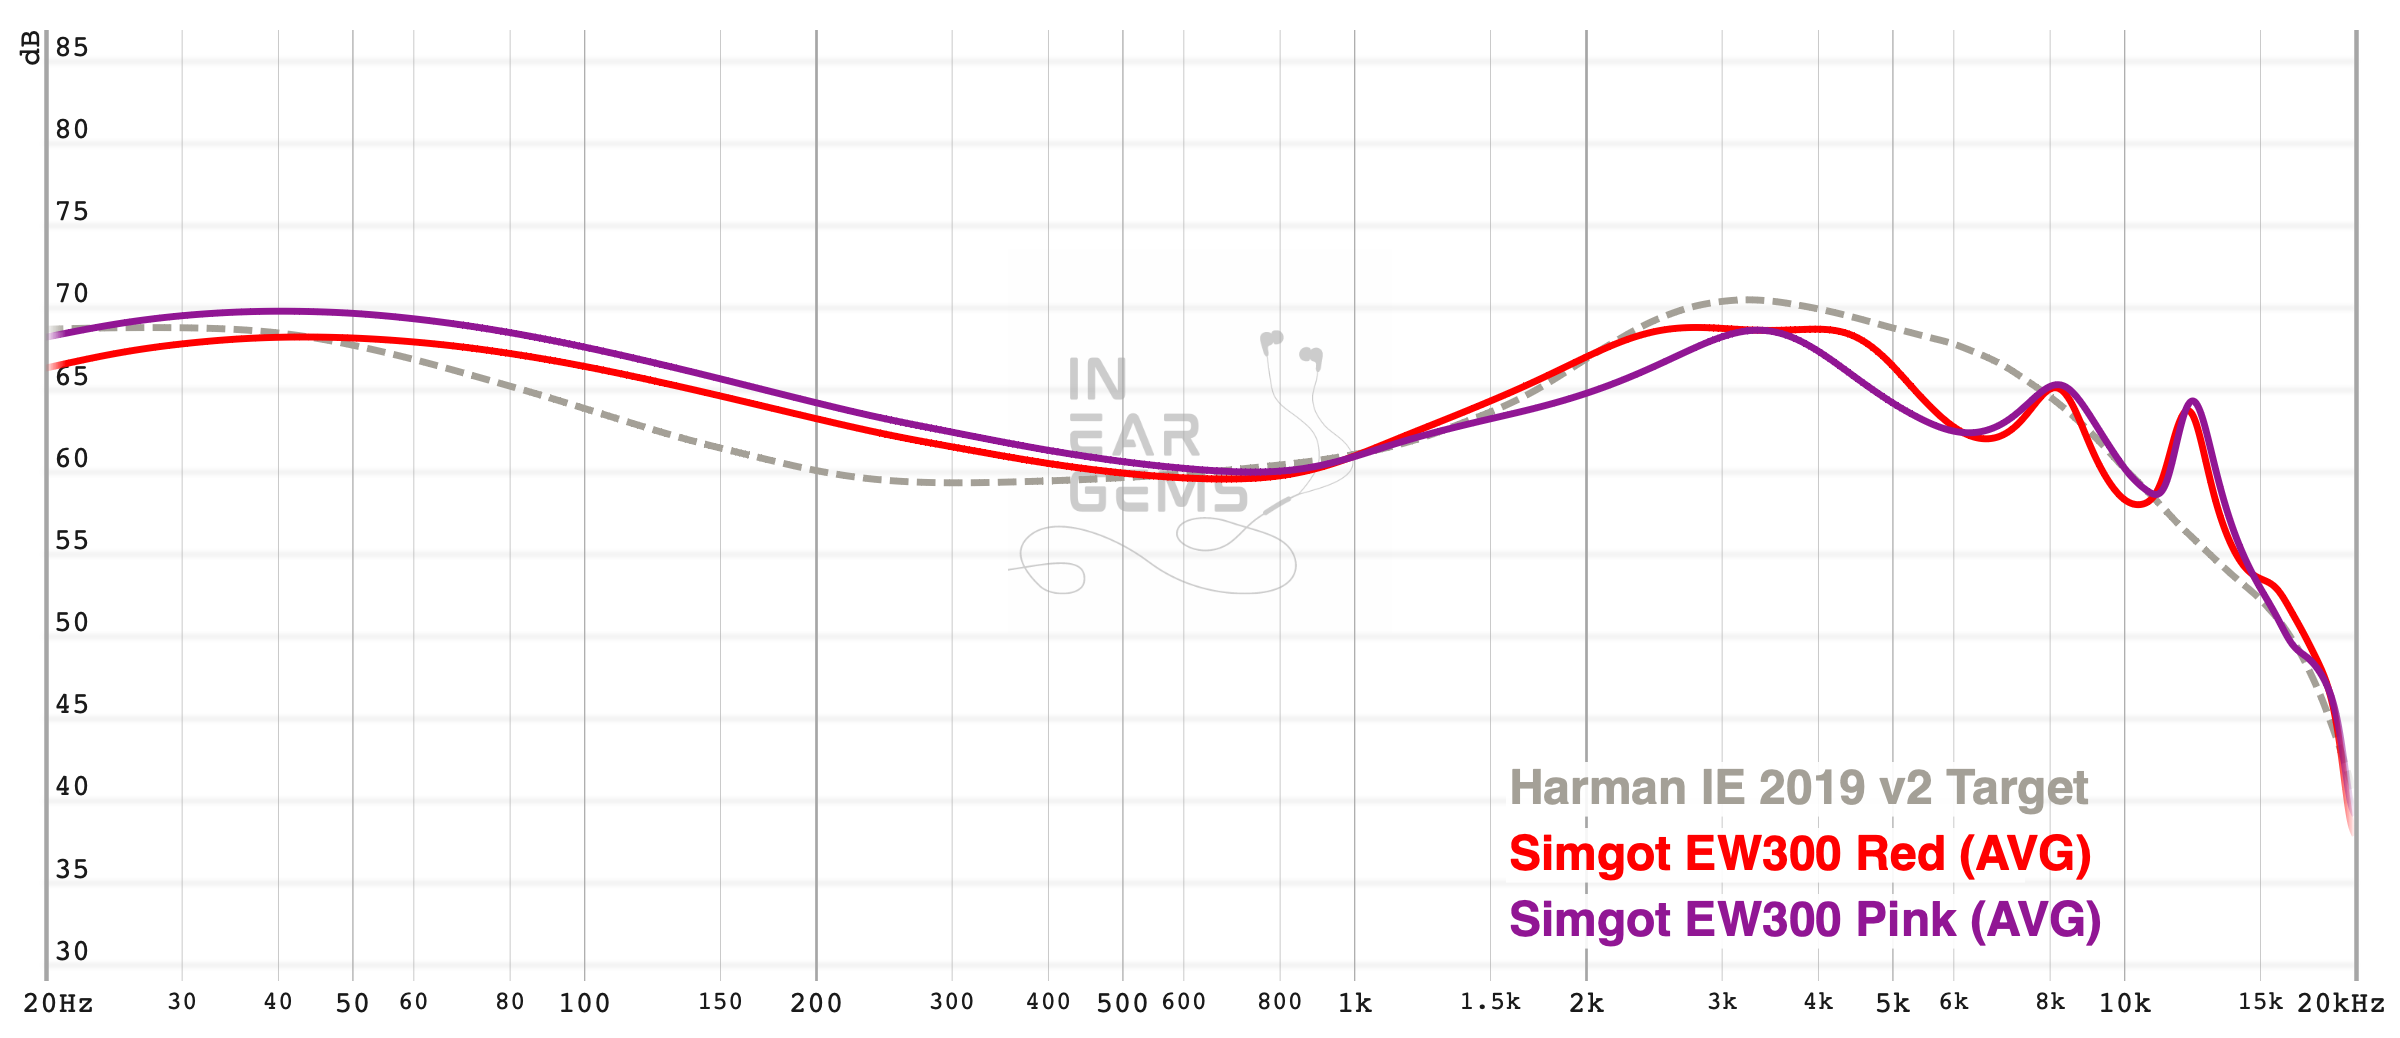 dB
85
80
75
70
65
60
55
50
45
40
35
30
IN
EAR
GEMS
Harman IE 2019 v2 Target
Simgot EW300 Red (AVG)
Simgot EW300 Pink (AVG)
20Hz 30 40 50 60 80 100 150 200 300 400 500 600 800 1k 1.5k 2k 3k 4k 5k 6k 8k 10k 15k 20kHz